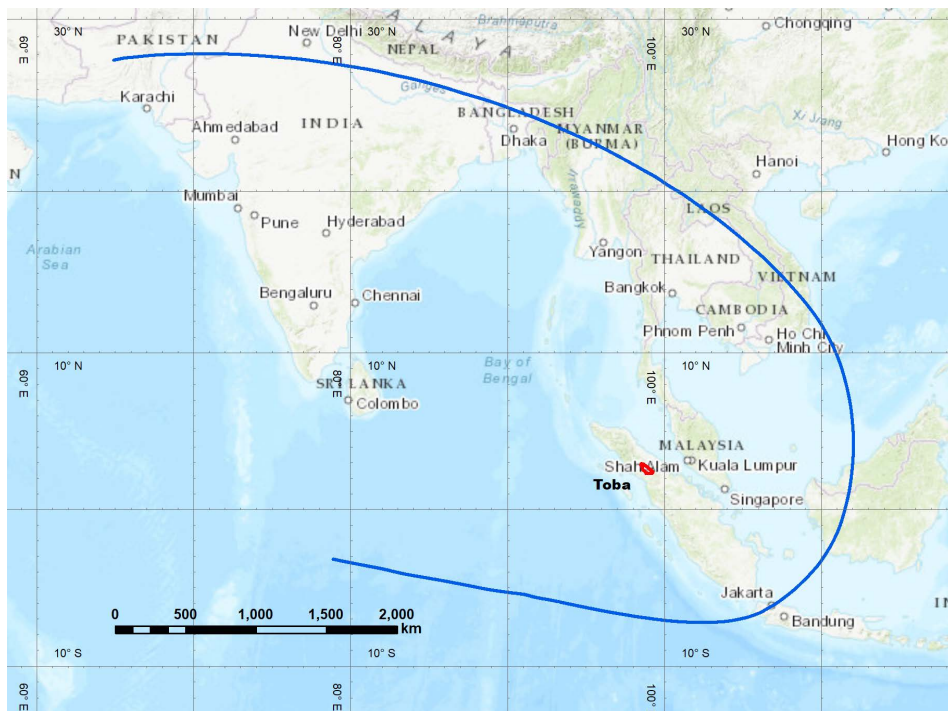 Brahmaputra
Chongqing
A L A Y A
30° N
New Delhi
30° N
30° N
PAKISTAN
NEPAL
60° E
80° E
100° E
Ganges
Karachi
BANGLADESH
Xi Jiang
Ahmedabad
INDIA
Dhaka
MYANMAR
(BURMA)
Hong Ko
Hanoi
N
Irrawaddy
Mumbai
Pune
Hyderabad
LAOS
Arabian
Sea
Yangon
THAILAND
VIETNAM
Bengaluru
Chennai
Bangkok
CAMBODIA
Phnom Penh
Ho Chi
Minh City
10° N
10° N
10° N
Bay of
Bengal
60° E
80° E
100° E
SRI LANKA
Colombo
MALAYSIA
Shah Alam
Kuala Lumpur
Toba
Singapore
Jakarta
IN
Bandung
0 500 1,000 1,500 2,000
km
10° S
10° S
10° S
60° E
80° E
100°